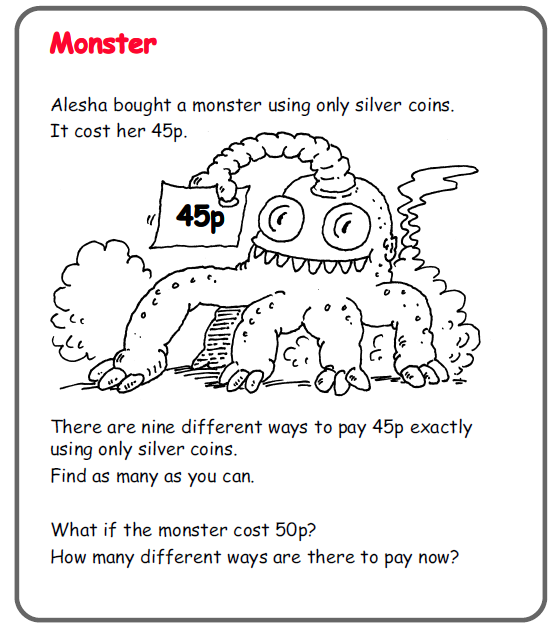 Monster
Alesha bought a monster using only silver coins.
It cost her 45p.
45p
There are nine different ways to pay 45p exactly
using only silver coins.
Find as many as you can.
What if the monster cost 50p?
How many different ways are there to pay now?